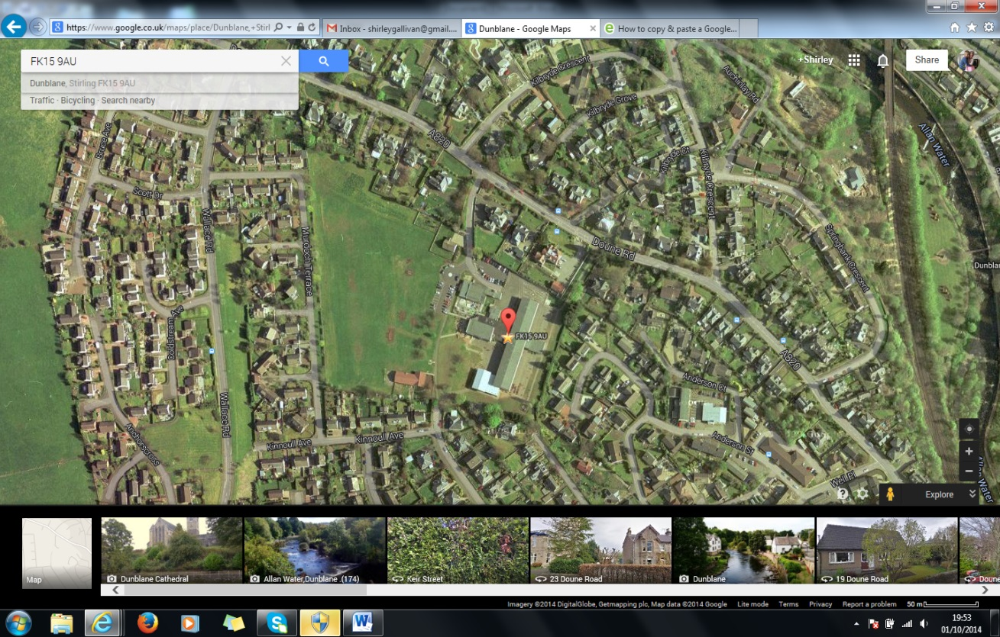 https://www.google.co.uk/maps/place/Dunblane,+Stirl
Inbox - shirleygallivan@gmail....
Dunblane - Google Maps
How to copy & paste a Google...
FK15 9AU
Dunblane, Stirling FK15 9AU
Traffic · Bicycling · Search nearby
+Shirley
Share
Kilbryde Crescent
Auchinlay Rd
Kilbryde Grove
A820
Bruce Ave
Allan Water
Kilbryde Ct
Kilbryde Crescent
Scott Dr
Wallace Rd
Murdoch Terrace
Doune Rd
Springbank Crescent
Dunblan
Coldstream Ave
FK15 9AU
A820
Anderson Ct
Wallace Rd
Anchorscross
Kinnoull Ave
Kinnoull Ave
Anderson St
Well Pl
Allan Water
Explore
Map
Dunblane Cathedral
Allan Water,Dunblane .(174)
Keir Street
23 Doune Road
Dunblane
19 Doune Road
Doune
Imagery ©2014 DigitalGlobe, Getmapping plc, Map data ©2014 Google
Lite mode
Terms
Privacy
Report a problem
50 m
19:53
01/10/2014